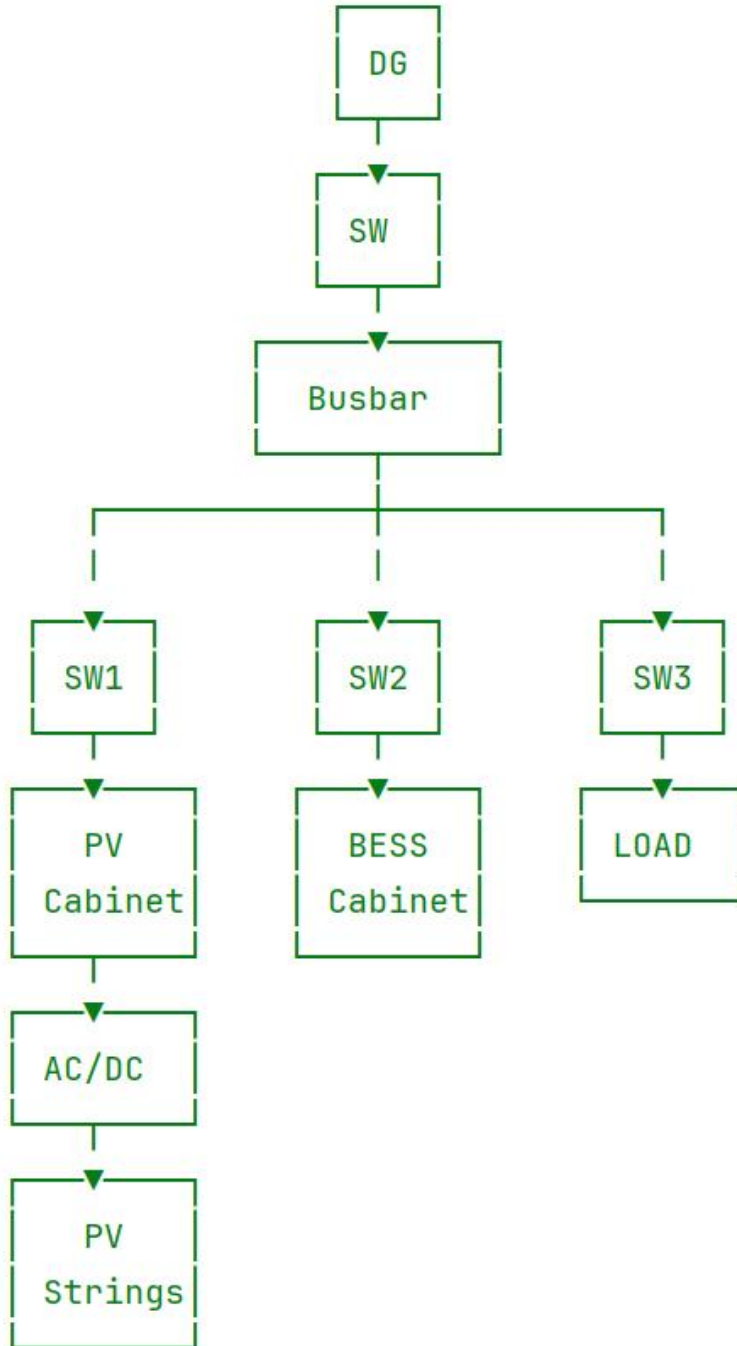 DG
SW
Busbar
SW1
SW2
SW3
PV
Cabinet
BESS
Cabinet
LOAD
AC/DC
PV
Strings